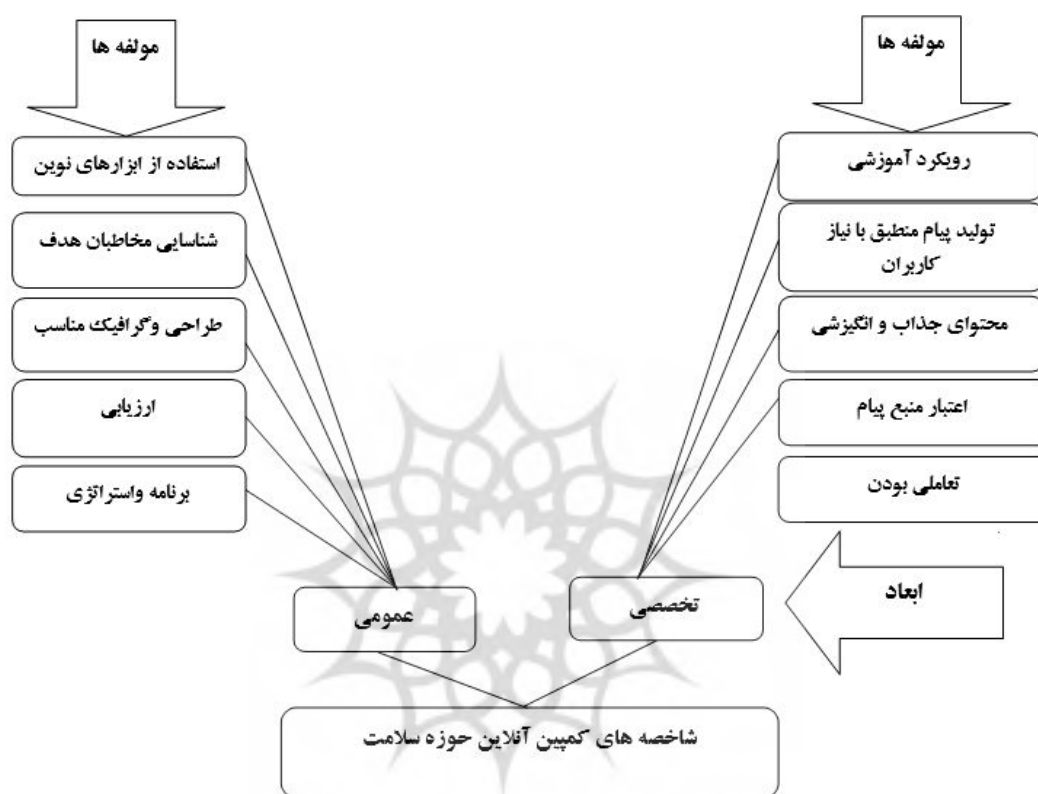 مولفه ها
رویکرد آموزشی
تولید پیام منطبق با نیاز
کاربران
محتوای جذاب و انگیزشی
اعتبار منبع پیام
تعاملی بودن
ابعاد
تخصصی
مولفه ها
استفاده از ابزارهای نوین
شناسایی مخاطبان هدف
طراحی وگرافیک مناسب
ارزیابی
برنامه واستراتژی
عمومی
شاخصه های کمپین آنلاین حوزه سلامت